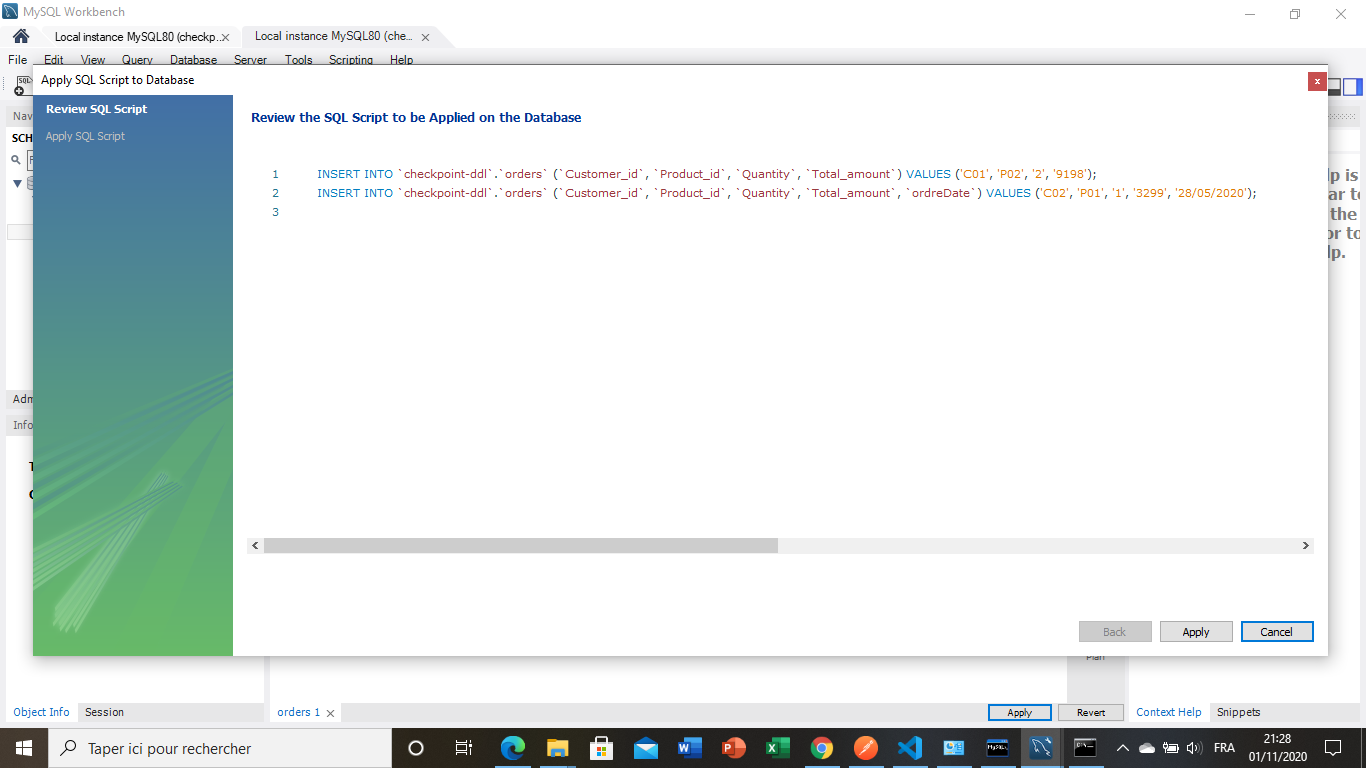 MySQL Workbench
Local instance MySQL80 (checkp... Local instance MySQL80 (che...
File Edit View Query Database Server Tools Scripting Help
Apply SQL Script to Database
Review SQL Script
Apply SQL Script
Review the SQL Script to be Applied on the Database
1 INSERT INTO `checkpoint-ddl`.`orders` (`Customer_id`, `Product_id`, `Quantity`, `Total_amount`) VALUES ('C01', 'P02', '2', '9198');
2 INSERT INTO `checkpoint-ddl`.`orders` (`Customer_id`, `Product_id`, `Quantity`, `Total_amount`, `ordreDate`) VALUES ('C02', 'P01', '1', '3299', '28/05/2020');
3
Back Apply Cancel
Nav
SCH
Adm
Info
lp is
ar to
the
or to
lp.
Plan
Object Info Session orders 1 Apply Revert Context Help Snippets
Taper ici pour rechercher
FRA
21:28
01/11/2020